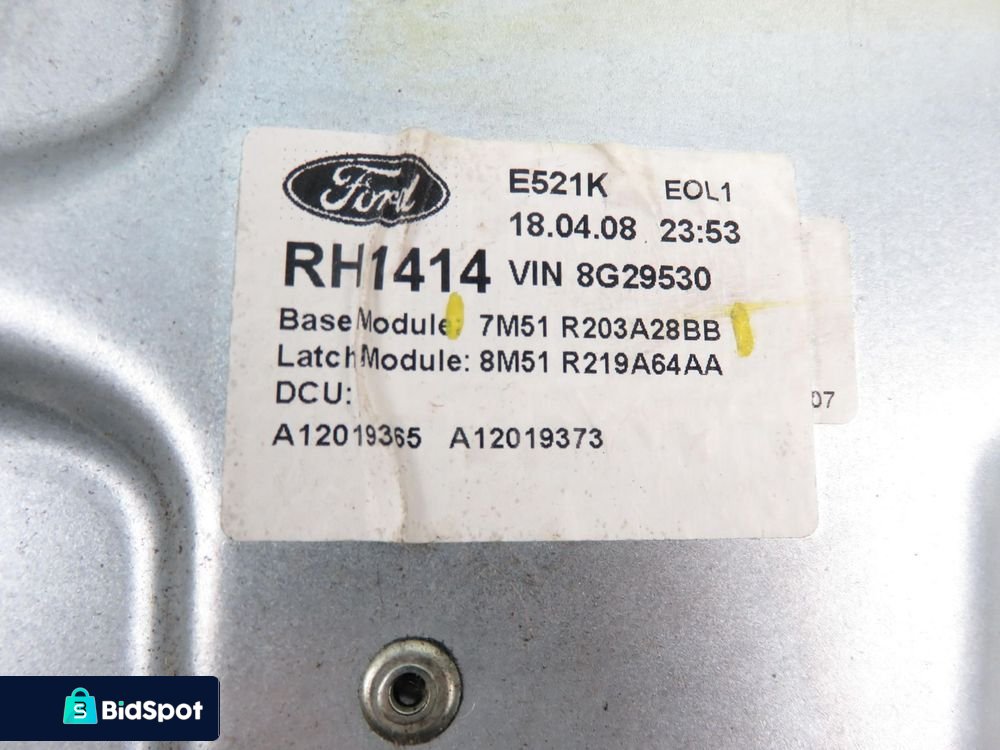 Ford
E521K EOL1
18.04.08 23:53
RH1414 VIN 8G29530
Base Module: 7M51 R203A28BB
Latch Module: 8M51 R219A64AA
DCU:
07
A12019365 A12019373
BidSpot